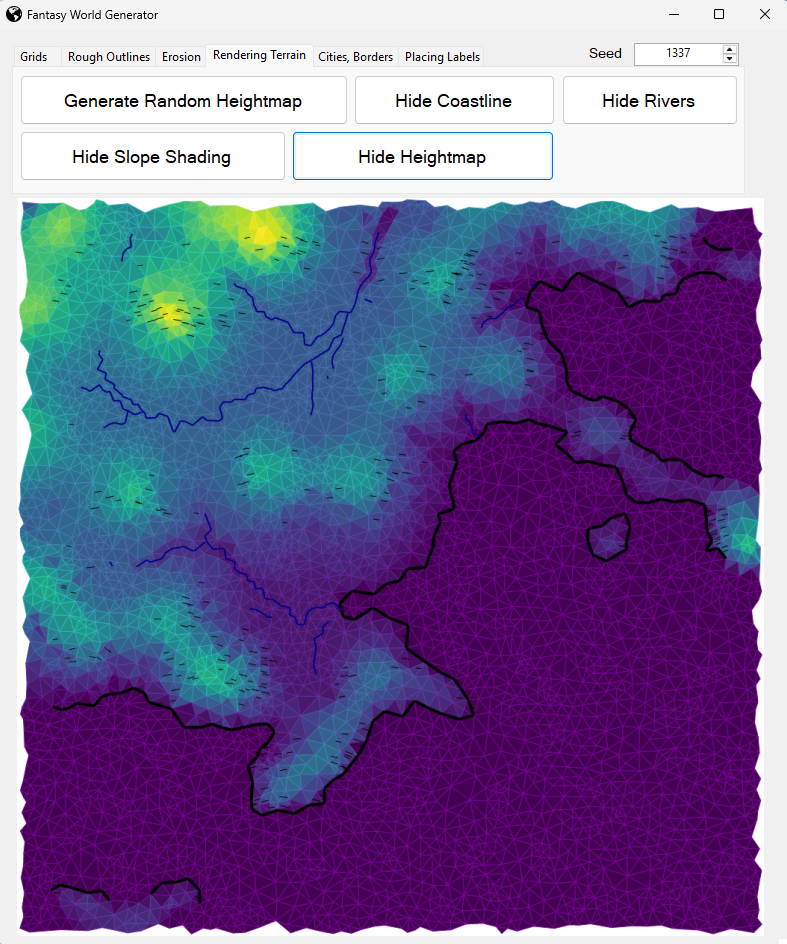 Fantasy World Generator
Grids Rough Outlines Erosion Rendering Terrain Cities, Borders Placing Labels Seed 1337
Generate Random Heightmap Hide Coastline Hide Rivers
Hide Slope Shading Hide Heightmap